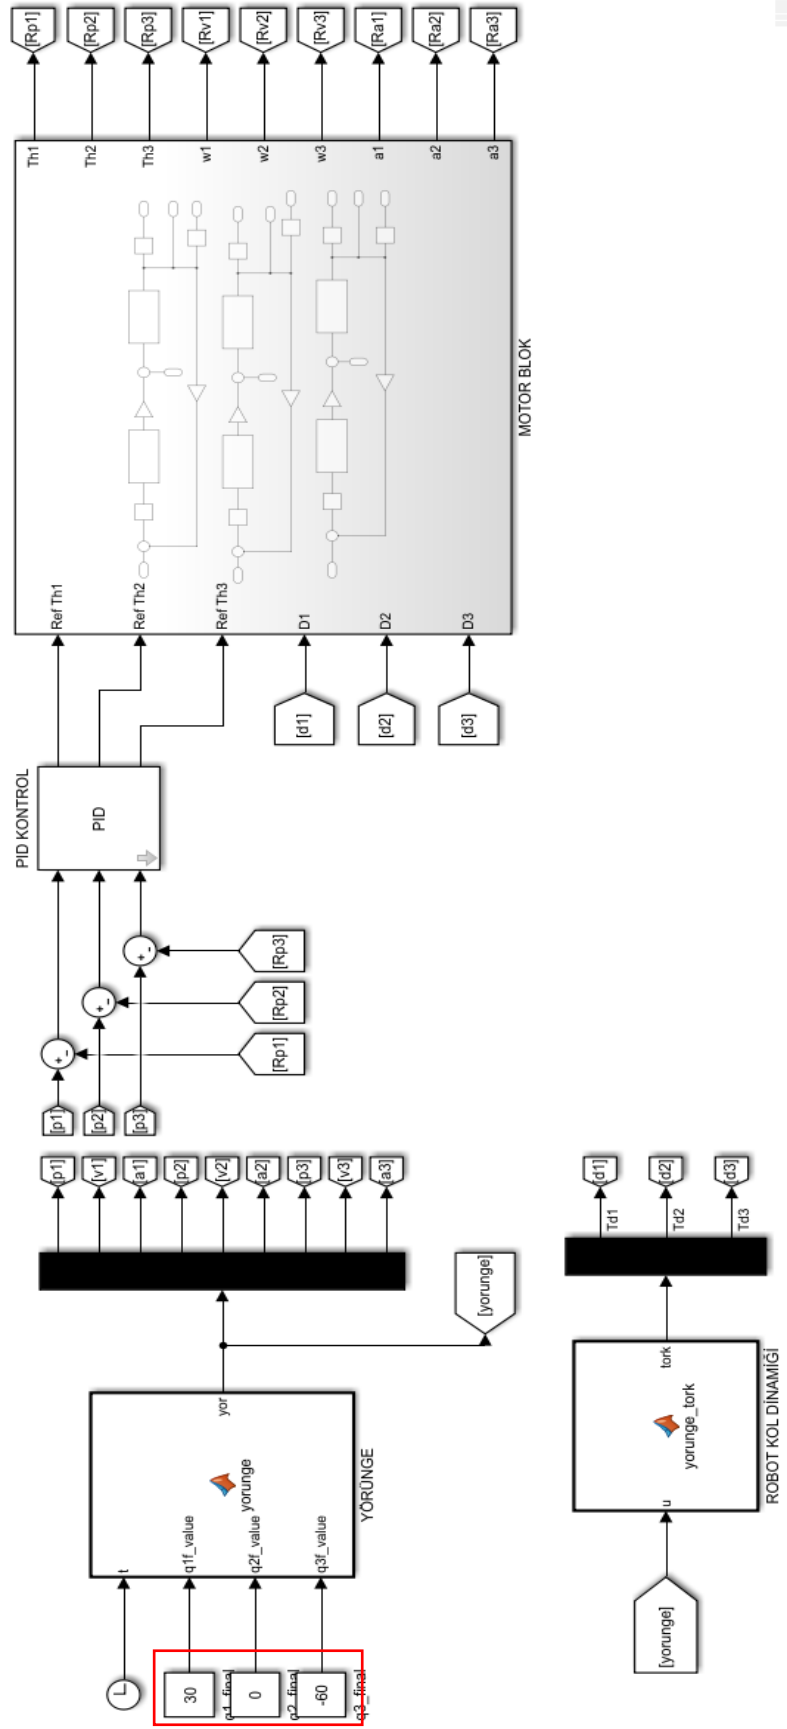 t
30
q1_final
q1f_value
0
q2_final
q2f_value
-60
q3_final
q3f_value
yorunge
yor
YÖRÜNGE
[yorunge]
[p1]
[v1]
[a1]
[p2]
[v2]
[a2]
[p3]
[v3]
[a3]
[p1]
[p2]
[p3]
+
-
+
-
+
-
[Rp1]
[Rp2]
[Rp3]
PID KONTROL
PID
[d1]
[d2]
[d3]
Ref Th1
Ref Th2
Ref Th3
D1
D2
D3
MOTOR BLOK
Th1
Th2
Th3
w1
w2
w3
a1
a2
a3
[Rp1]
[Rp2]
[Rp3]
[Rv1]
[Rv2]
[Rv3]
[Ra1]
[Ra2]
[Ra3]
[yorunge]
u
yorunge_tork
tork
ROBOT KOL DİNAMİĞİ
Td1
Td2
Td3
[d1]
[d2]
[d3]